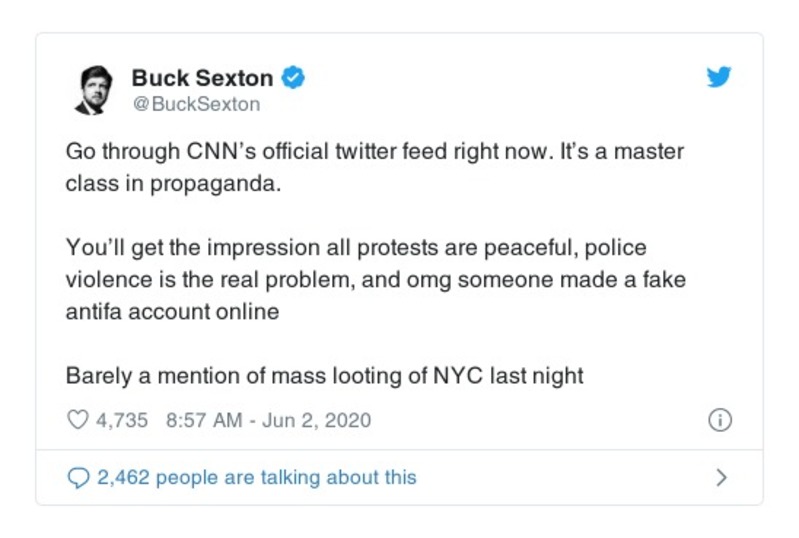 Buck Sexton
@BuckSexton
Go through CNN’s official twitter feed right now. It’s a master
class in propaganda.
You’ll get the impression all protests are peaceful, police
violence is the real problem, and omg someone made a fake
antifa account online
Barely a mention of mass looting of NYC last night
4,735 8:57 AM - Jun 2, 2020
2,462 people are talking about this